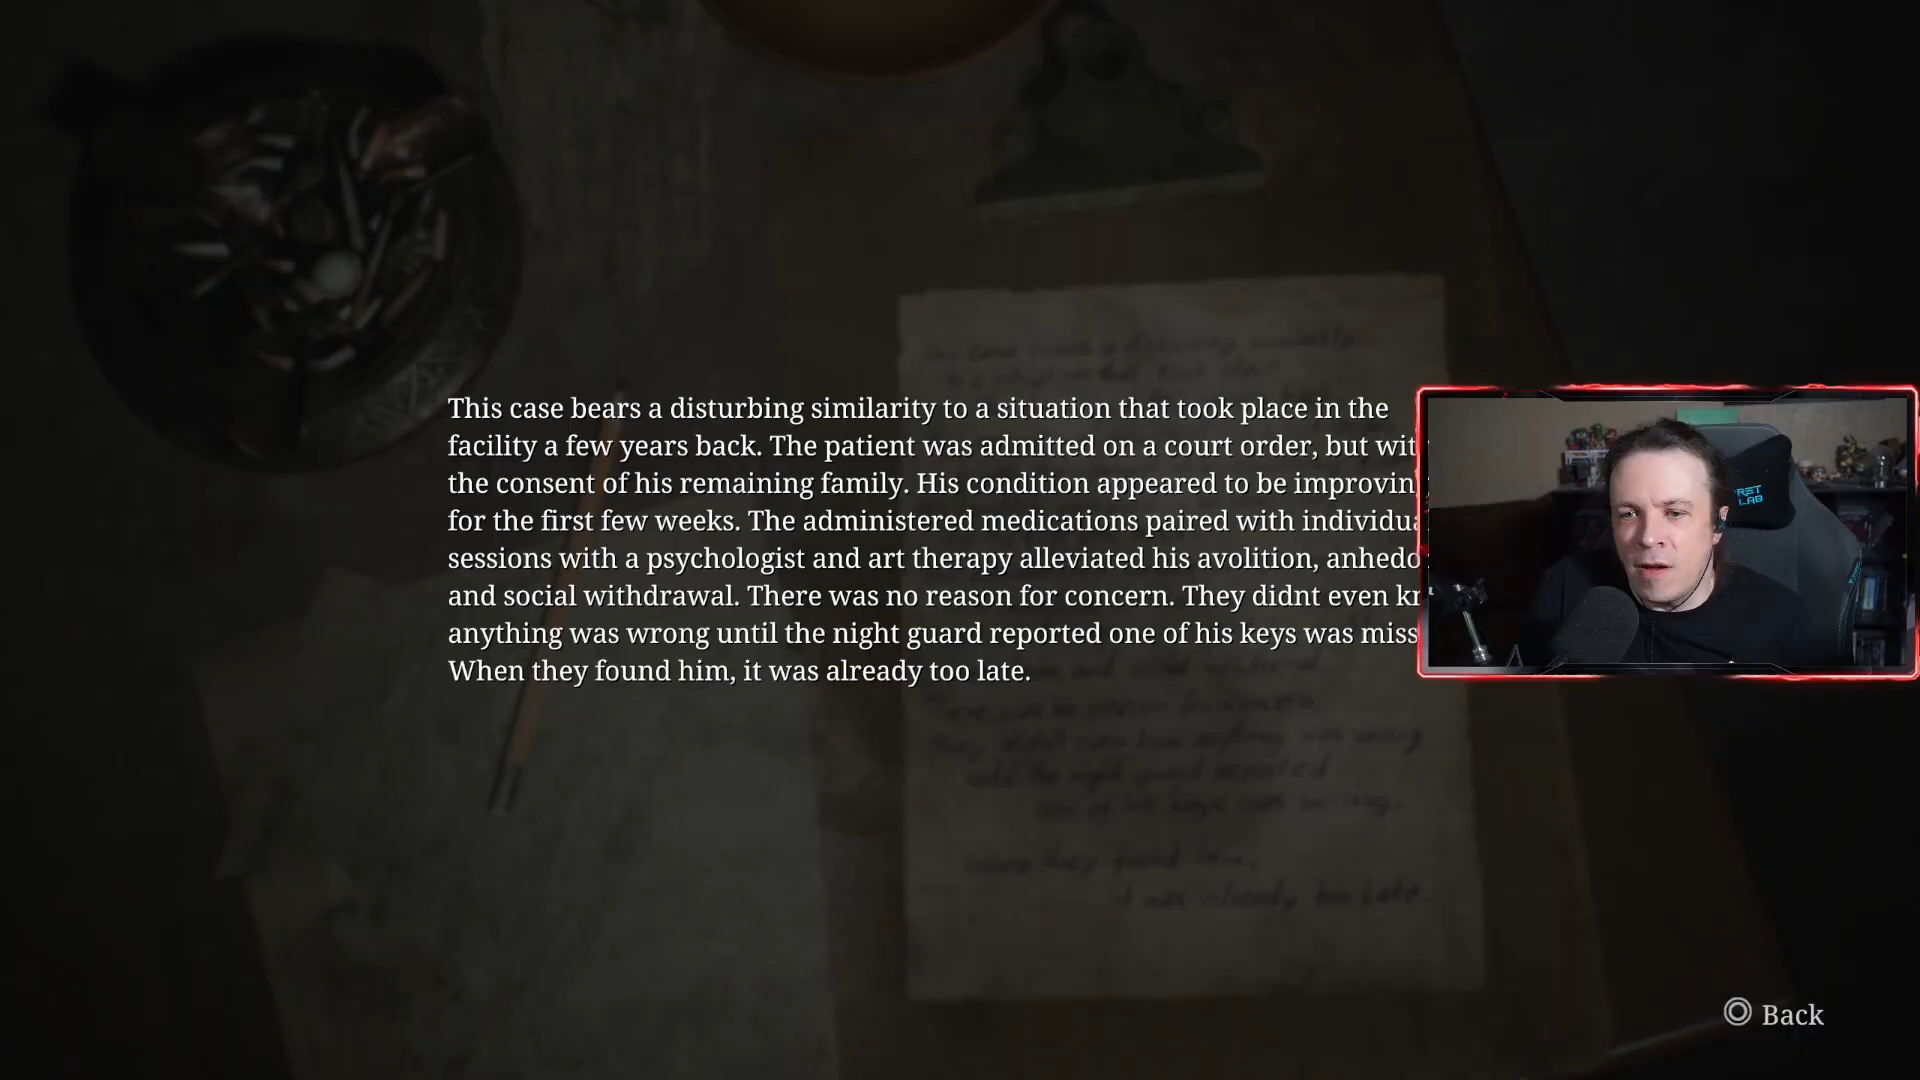 This case bears a disturbing similarity to a situation that took place in the
facility a few years back. The patient was admitted on a court order, but
the consent of his remaining family. His condition appeared to be
for the first few weeks. The administered medications paired with
sessions with a psychologist and art therapy alleviated his avolition,
and social withdrawal. There was no reason for concern. They didnt even
anything was wrong until the night guard reported one of his keys was
When they found him, it was already too late.
LAB
Back